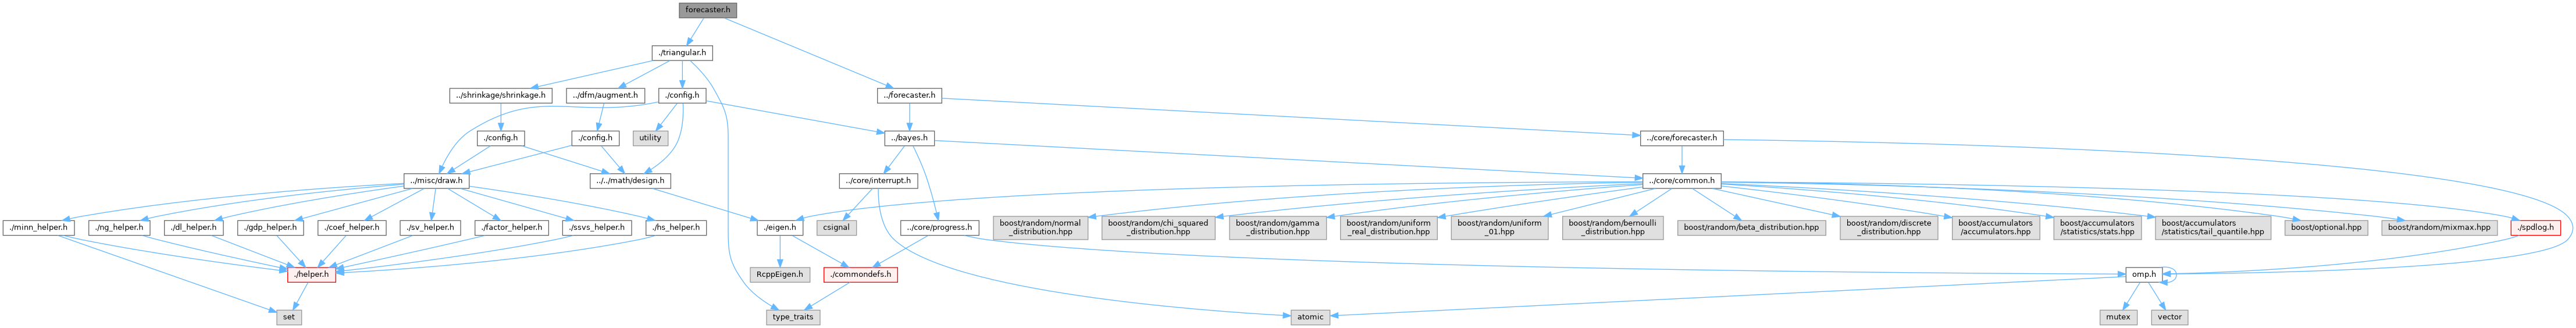 forecaster.h
./triangular.h
../shrinkage/shrinkage.h
../dfm/augment.h
./config.h
../forecaster.h
./config.h
./config.h
utility
../bayes.h
../core/forecaster.h
../misc/draw.h
../../math/design.h
../core/interrupt.h
../core/common.h
./minn_helper.h
./ng_helper.h
./dl_helper.h
./gdp_helper.h
./coef_helper.h
./sv_helper.h
./factor_helper.h
./ssvs_helper.h
./hs_helper.h
./eigen.h
csignal
../core/progress.h
boost/random/normal
_distribution.hpp
boost/random/chi_squared
_distribution.hpp
boost/random/gamma
_distribution.hpp
boost/random/uniform
_real_distribution.hpp
boost/random/uniform
_01.hpp
boost/random/bernoulli
_distribution.hpp
boost/random/beta_distribution.hpp
boost/random/discrete
_distribution.hpp
boost/accumulators
/accumulators.hpp
boost/accumulators
/statistics/stats.hpp
boost/accumulators
/statistics/tail_quantile.hpp
boost/optional.hpp
boost/random/mixmax.hpp
./spdlog.h
./helper.h
RcppEigen.h
./commondefs.h
omp.h
set
type_traits
atomic
mutex
vector